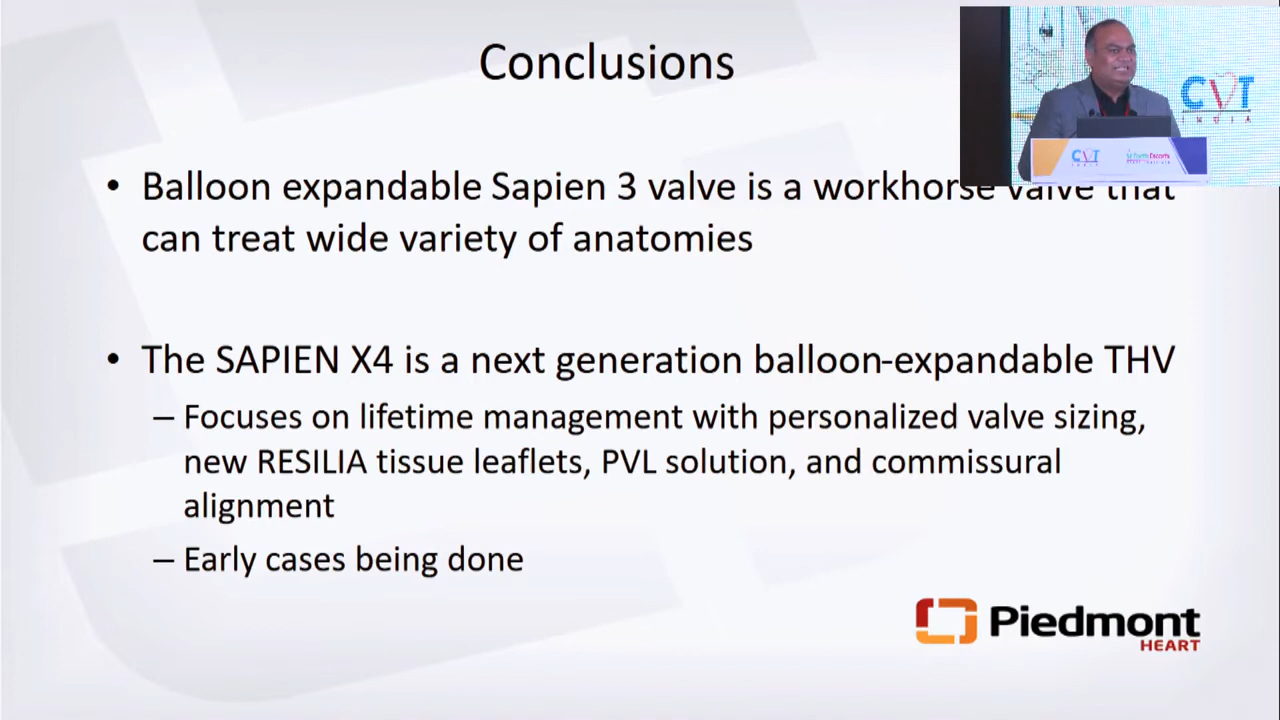 Conclusions
CVT
INDIA
• Balloon expandable Sapien 3 valve is a workhorse valve that
can treat wide variety of anatomies
CVT
• The SAPIEN X4 is a next generation balloon-expandable THV
– Focuses on lifetime management with personalized valve sizing,
new RESILIA tissue leaflets, PVL solution, and commissural
alignment
– Early cases being done
Piedmont
HEART